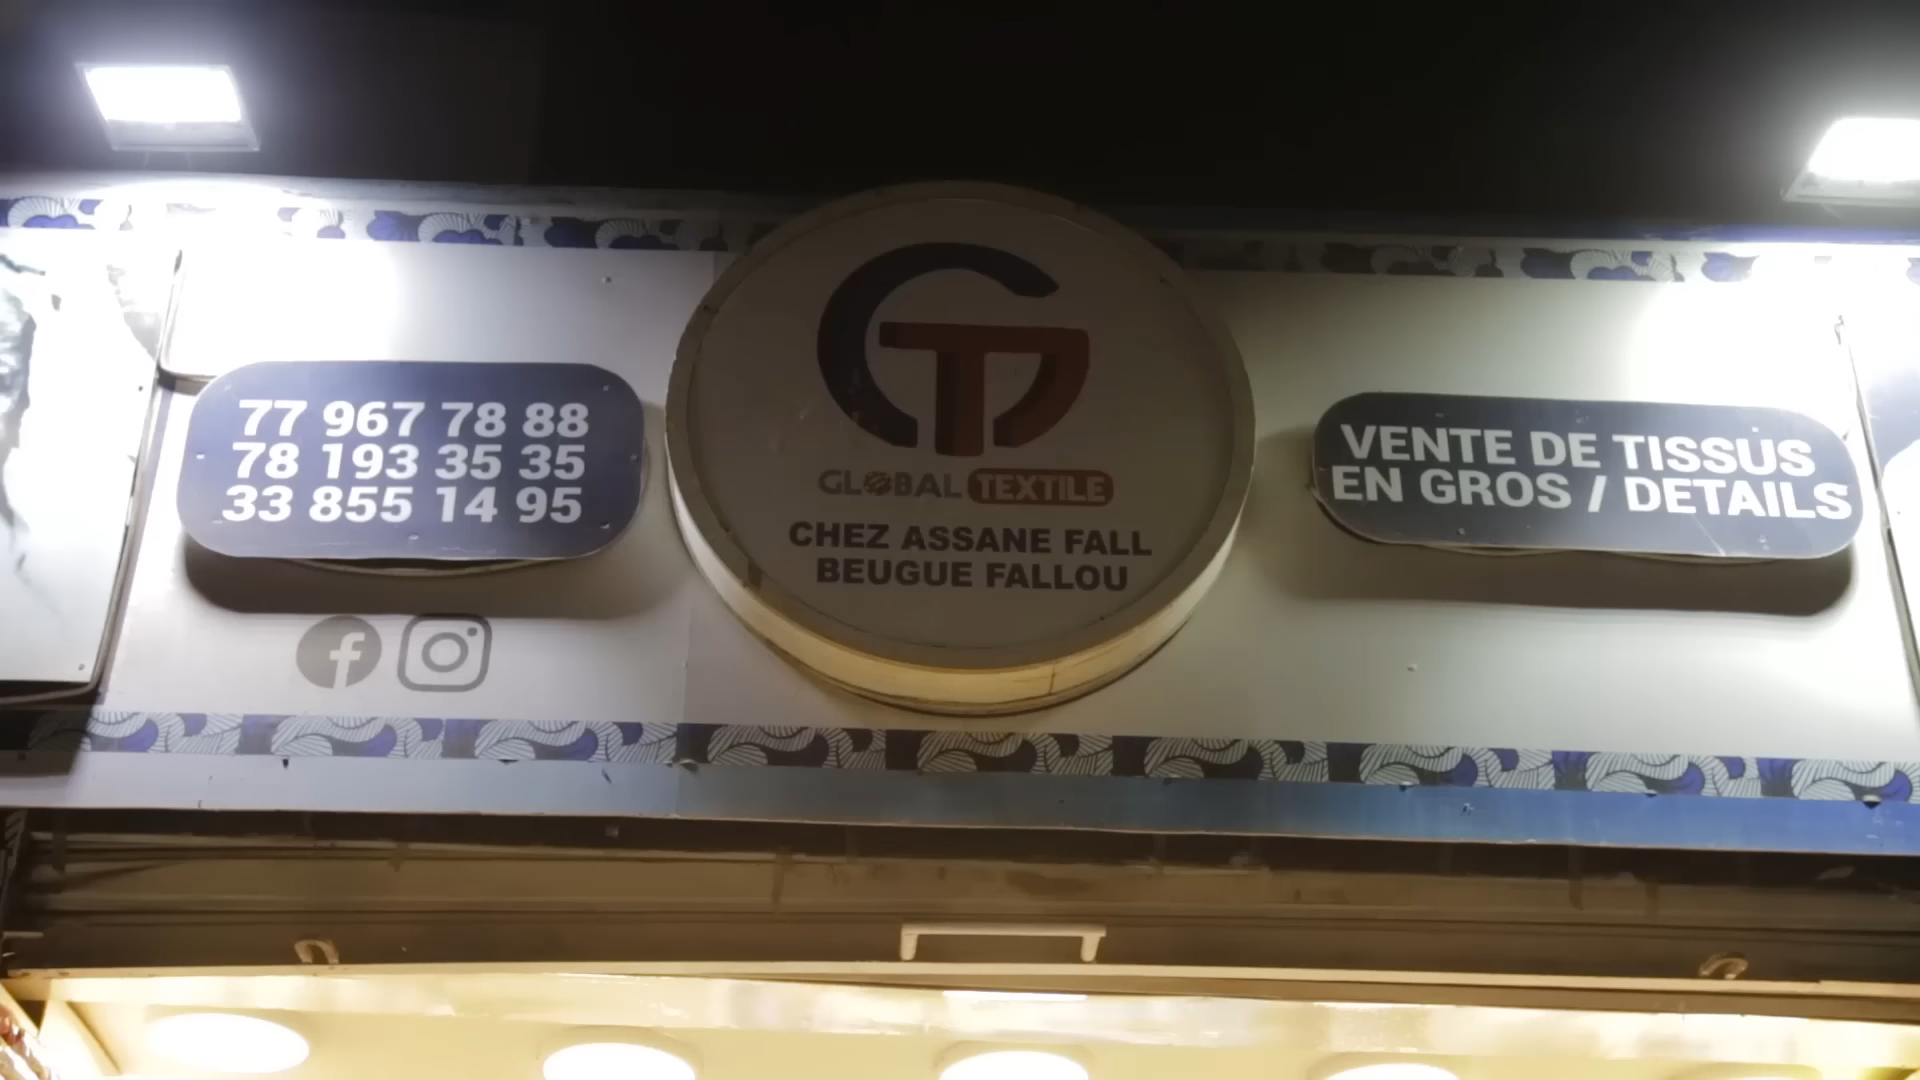 77 967 78 88
78 193 35 35
33 855 14 95
GT
GLOBAL TEXTILE
CHEZ ASSANE FALL
BEUGUE FALLOU
VENTE DE TISSUS
EN GROS / DETAILS